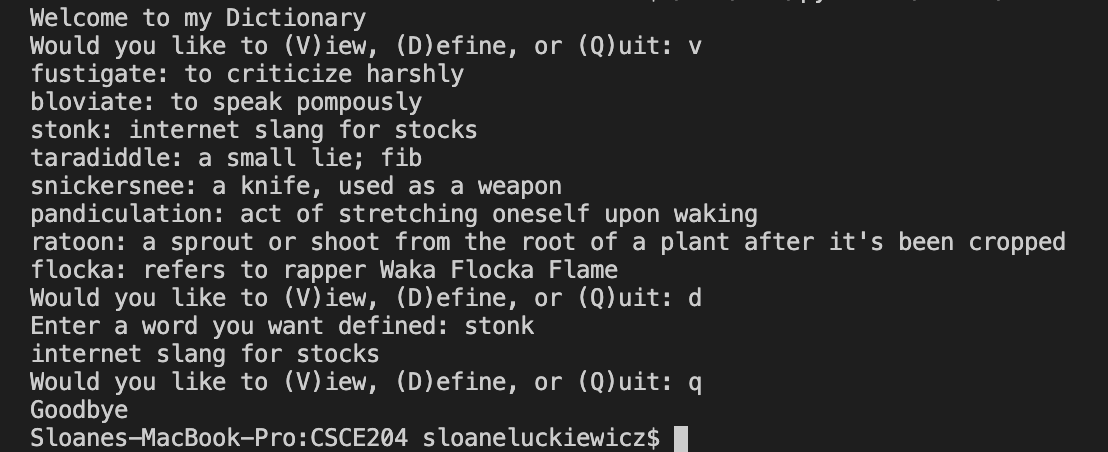 Welcome to my Dictionary
Would you like to (V)iew, (D)efine, or (Q)uit: v
fustigate: to criticize harshly
bloviate: to speak pompously
stonk: internet slang for stocks
taradiddle: a small lie; fib
snickersnee: a knife, used as a weapon
pandiculation: act of stretching oneself upon waking
ratoon: a sprout or shoot from the root of a plant after it's been cropped
flocka: refers to rapper Waka Flocka Flame
Would you like to (V)iew, (D)efine, or (Q)uit: d
Enter a word you want defined: stonk
internet slang for stocks
Would you like to (V)iew, (D)efine, or (Q)uit: q
Goodbye
Sloanes-MacBook-Pro:CSCE204 sloaneluckiewicz$